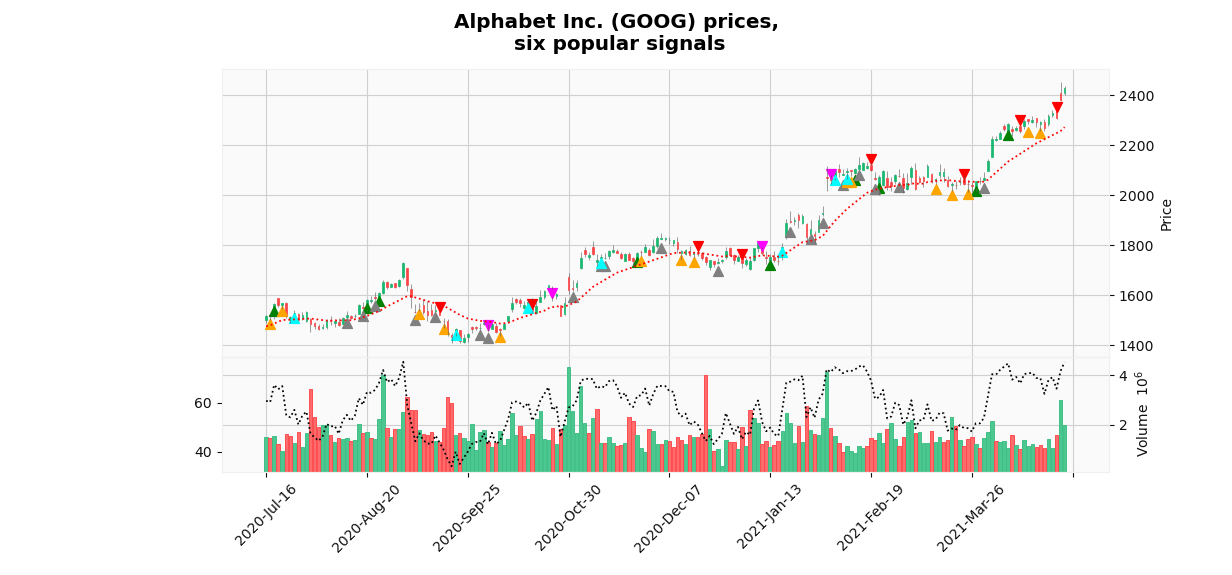 Alphabet Inc. (GOOG) prices,
six popular signals
2400
2200
2000
1800
1600
1400
Price
60
40
4
2
Volume 10⁶
2020-Jul-16
2020-Aug-20
2020-Sep-25
2020-Oct-30
2020-Dec-07
2021-Jan-13
2021-Feb-19
2021-Mar-26